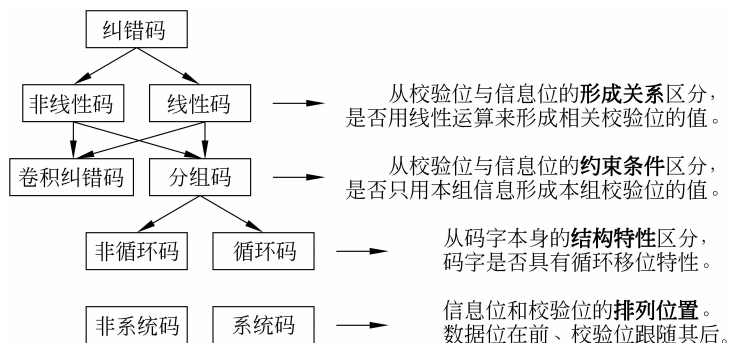 纠错码
非线性码 线性码
从校验位与信息位的形成关系区分，
是否用线性运算来形成相关校验位的值。
卷积纠错码 分组码
从校验位与信息位的约束条件区分，
是否只用本组信息形成本组校验位的值。
非循环码 循环码
从码字本身的结构特性区分，
码字是否具有循环移位特性。
非系统码 系统码
信息位和校验位的排列位置。
数据位在前、校验位跟随其后。